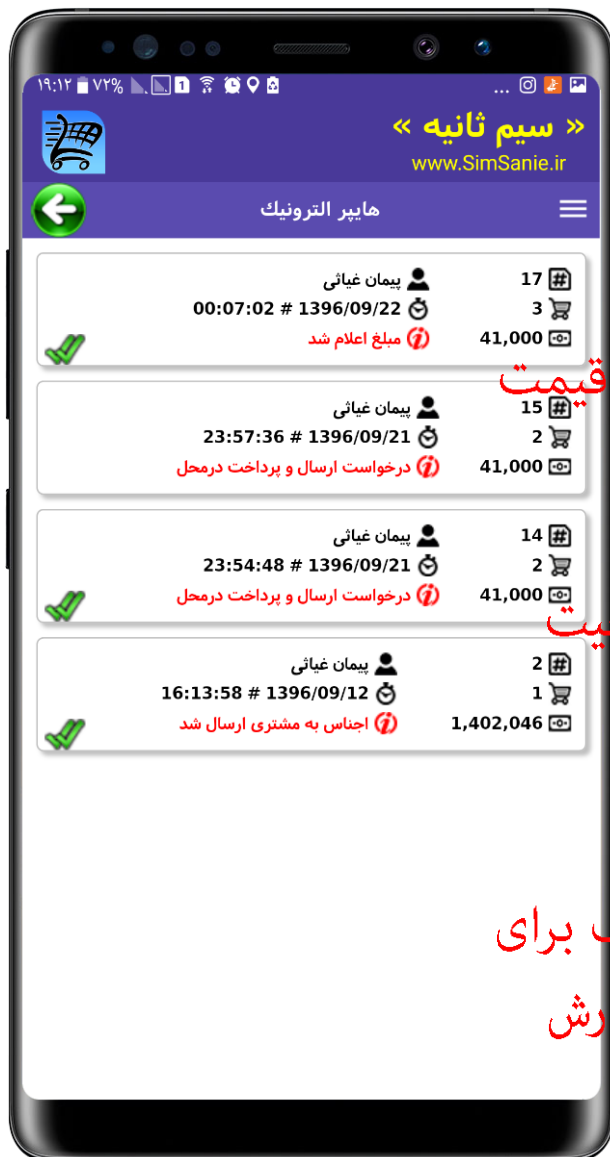 ۱۹:۱۲ ۷۲% 1 ...
« سیم ثانیه »
www.SimSanie.ir
هايپر الترونيك
17 پیمان غیاثی
3 1396/09/22 # 00:07:02
41,000 مبلغ اعلام شد
قیمت
15 پیمان غیاثی
2 1396/09/21 # 23:57:36
41,000 درخواست ارسال و پرداخت درمحل
14 پیمان غیاثی
2 1396/09/21 # 23:54:48
41,000 درخواست ارسال و پرداخت درمحل
2 پیمان غیاثی
1 1396/09/12 # 16:13:58
1,402,046 اجناس به مشتری ارسال شد
برای